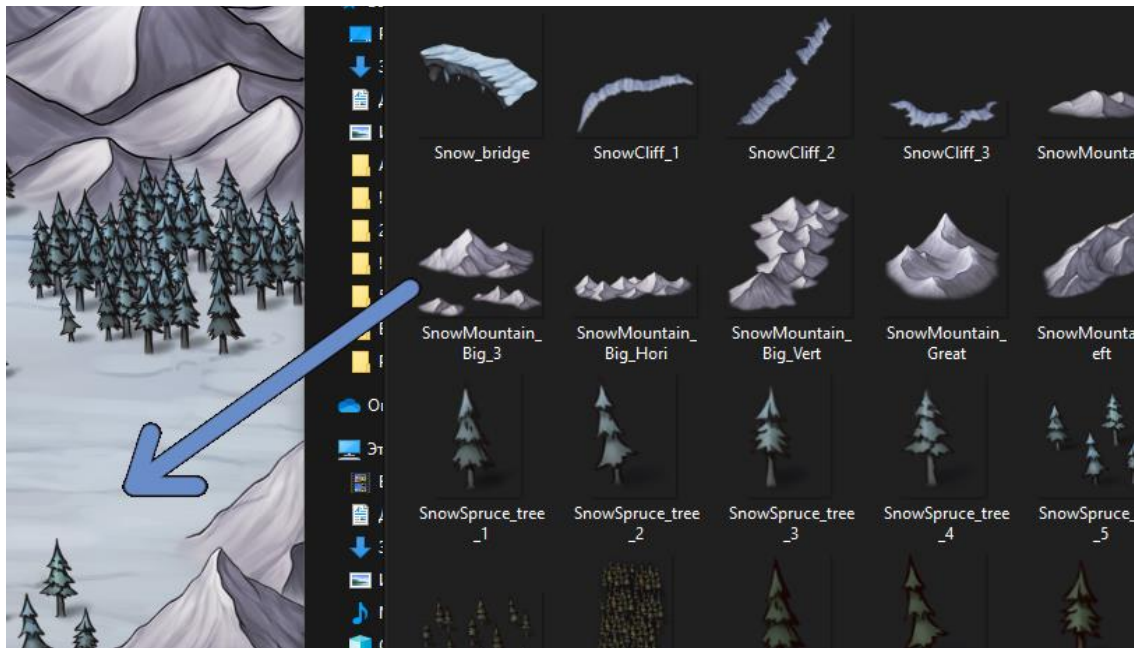 Snow_bridge
SnowCliff_1
SnowCliff_2
SnowCliff_3
SnowMounta
SnowMountain_
Big_3
SnowMountain_
Big_Hori
SnowMountain_
Big_Vert
SnowMountain_
Great
SnowMounta
eft
SnowSpruce_tree
_1
SnowSpruce_tree
_2
SnowSpruce_tree
_3
SnowSpruce_tree
_4
SnowSpruce_
_5